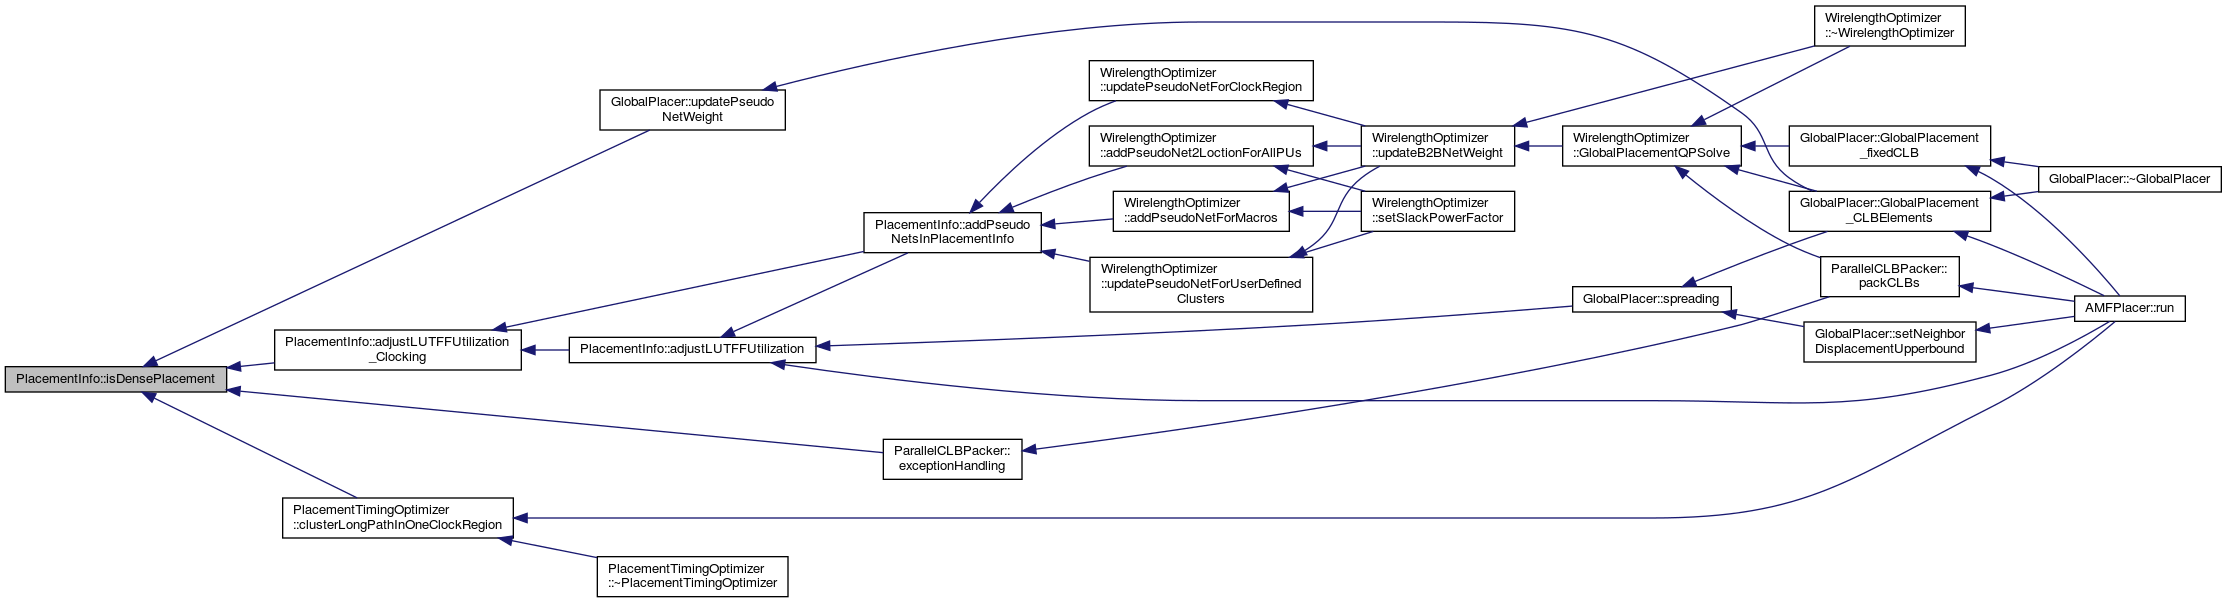 WirelengthOptimizer
::~WirelengthOptimizer
WirelengthOptimizer
::updatePseudoNetForClockRegion
GlobalPlacer::updatePseudo
NetWeight
WirelengthOptimizer
::addPseudoNet2LoctionForAllPUs
WirelengthOptimizer
::updateB2BNetWeight
WirelengthOptimizer
::GlobalPlacementQPSolve
GlobalPlacer::GlobalPlacement
_fixedCLB
GlobalPlacer::~GlobalPlacer
WirelengthOptimizer
::addPseudoNetForMacros
WirelengthOptimizer
::setSlackPowerFactor
GlobalPlacer::GlobalPlacement
_CLBElements
PlacementInfo::addPseudo
NetsInPlacementInfo
WirelengthOptimizer
::updatePseudoNetForUserDefined
Clusters
ParallelCLBPacker::
packCLBs
GlobalPlacer::spreading
AMFPlacer::run
GlobalPlacer::setNeighbor
DisplacementUpperbound
PlacementInfo::adjustLUTFFUtilization
_Clocking
PlacementInfo::adjustLUTFFUtilization
PlacementInfo::isDensePlacement
ParallelCLBPacker::
exceptionHandling
PlacementTimingOptimizer
::clusterLongPathInOneClockRegion
PlacementTimingOptimizer
::~PlacementTimingOptimizer